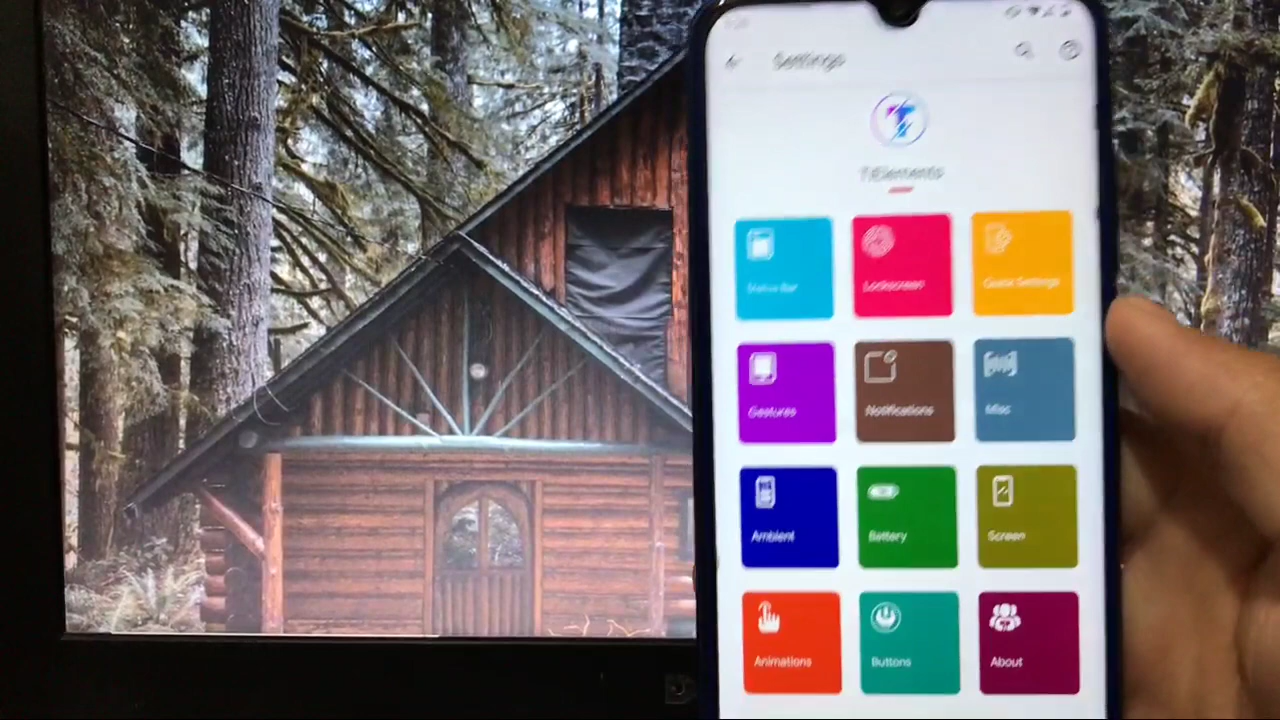 Settings
T.Elements
Status Bar
Lockscreen
Quick Settings
Gestures
Notifications
Misc
Ambient
Battery
Screen
Animations
Buttons
About